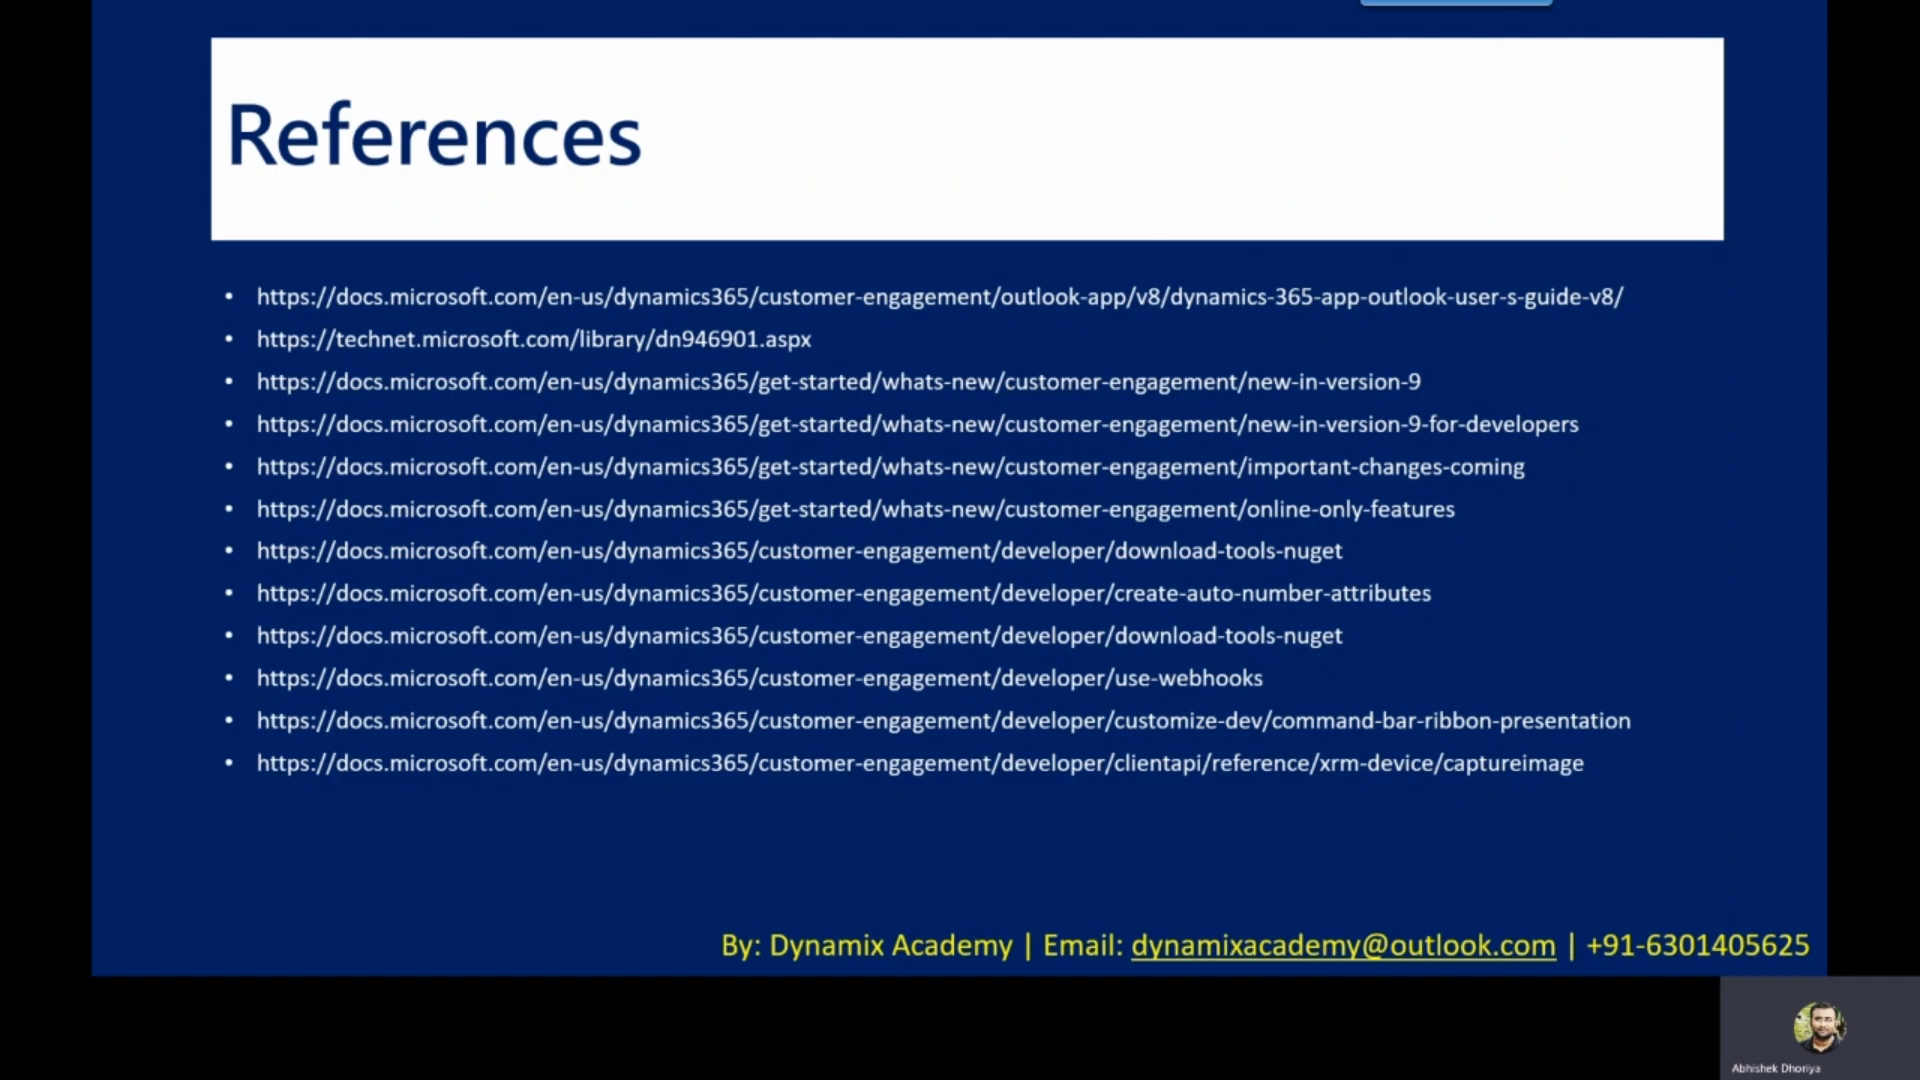 References
• https://docs.microsoft.com/en-us/dynamics365/customer-engagement/outlook-app/v8/dynamics-365-app-outlook-user-s-guide-v8/
• https://technet.microsoft.com/library/dn946901.aspx
• https://docs.microsoft.com/en-us/dynamics365/get-started/whats-new/customer-engagement/new-in-version-9
• https://docs.microsoft.com/en-us/dynamics365/get-started/whats-new/customer-engagement/new-in-version-9-for-developers
• https://docs.microsoft.com/en-us/dynamics365/get-started/whats-new/customer-engagement/important-changes-coming
• https://docs.microsoft.com/en-us/dynamics365/get-started/whats-new/customer-engagement/online-only-features
• https://docs.microsoft.com/en-us/dynamics365/customer-engagement/developer/download-tools-nuget
• https://docs.microsoft.com/en-us/dynamics365/customer-engagement/developer/create-auto-number-attributes
• https://docs.microsoft.com/en-us/dynamics365/customer-engagement/developer/download-tools-nuget
• https://docs.microsoft.com/en-us/dynamics365/customer-engagement/developer/use-webhooks
• https://docs.microsoft.com/en-us/dynamics365/customer-engagement/developer/customize-dev/command-bar-ribbon-presentation
• https://docs.microsoft.com/en-us/dynamics365/customer-engagement/developer/clientapi/reference/xrm-device/captureimage
By: Dynamix Academy | Email: dynamixacademy@outlook.com | +91-6301405625
Abhishek Dhoriya